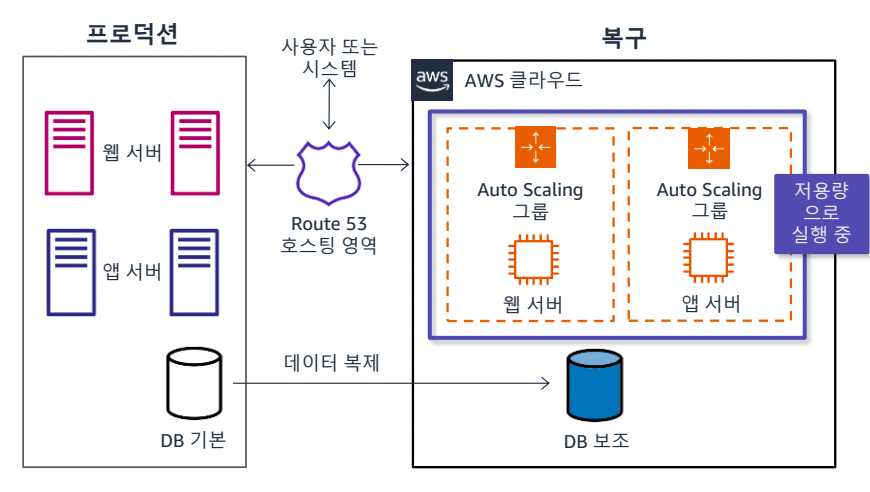 프로덕션
사용자 또는
시스템
복구
aws
AWS 클라우드
웹 서버
앱 서버
Route 53
호스팅 영역
Auto Scaling
그룹
웹 서버
Auto Scaling
그룹
앱 서버
저용량
으로
실행 중
데이터 복제
DB 기본
DB 보조